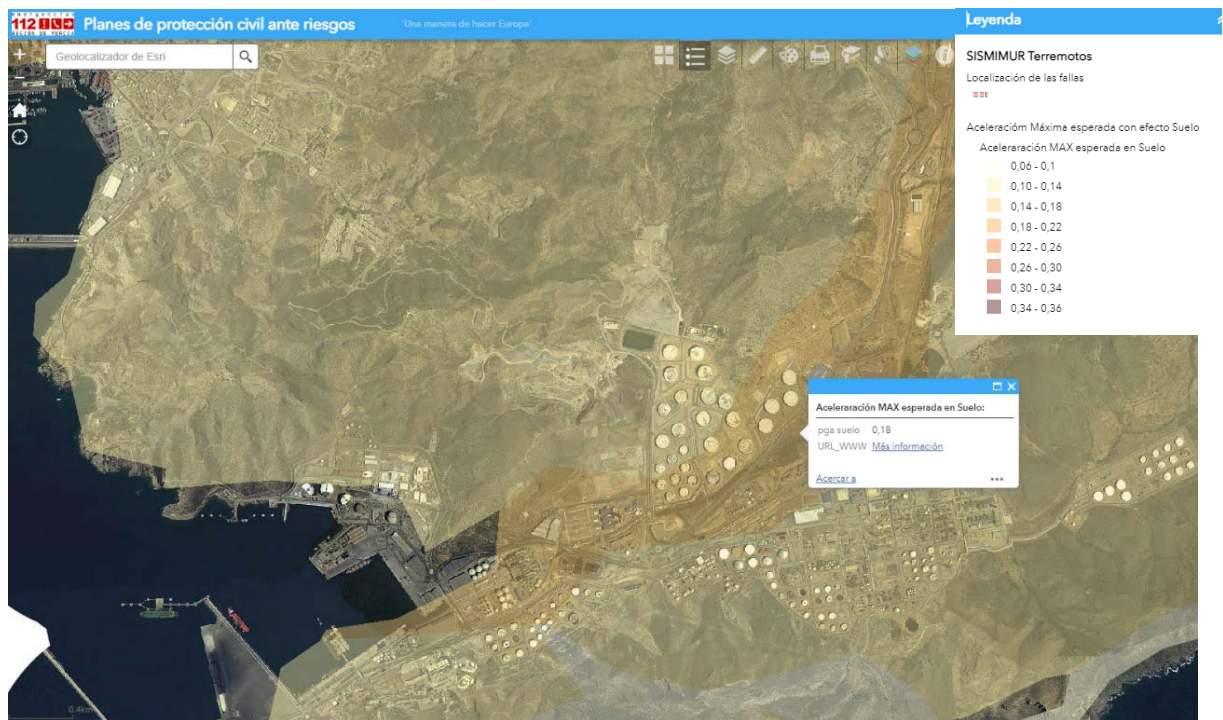 emergencias
112
REGIÓN DE MURCIA
Planes de protección civil ante riesgos
'Una manera de hacer Europa'
Geolocalizador de Esri
Leyenda
SISMIMUR Terremotos
Localización de las fallas
Aceleracióm Máxima esperada con efecto Suelo
Aceleraración MAX esperada en Suelo
0,06 - 0,1
0,10 - 0,14
0,14 - 0,18
0,18 - 0,22
0,22 - 0,26
0,26 - 0,30
0,30 - 0,34
0,34 - 0,36
Aceleraración MAX esperada en Suelo:
pga suelo 0,18
URL_WWW Más información
Acercar a
0.4km